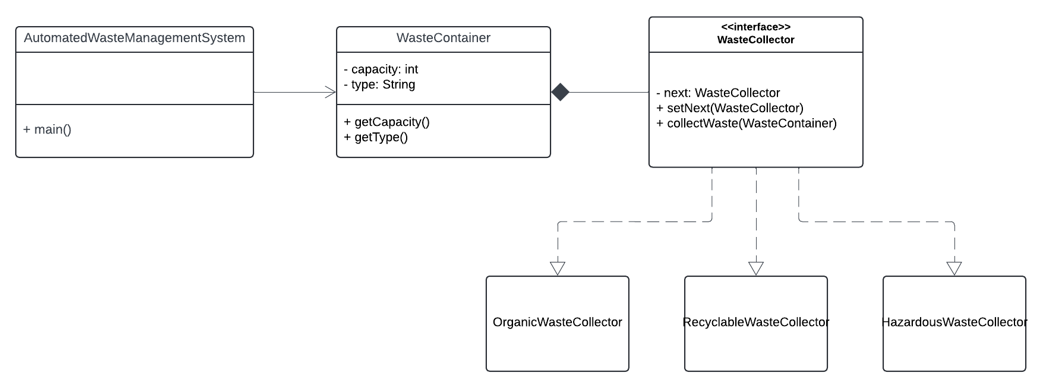 AutomatedWasteManagementSystem
+ main()
WasteContainer
- capacity: int
- type: String
+ getCapacity()
+ getType()
<<interface>>
WasteCollector
- next: WasteCollector
+ setNext(WasteCollector)
+ collectWaste(WasteContainer)
OrganicWasteCollector
RecyclableWasteCollector
HazardousWasteCollector